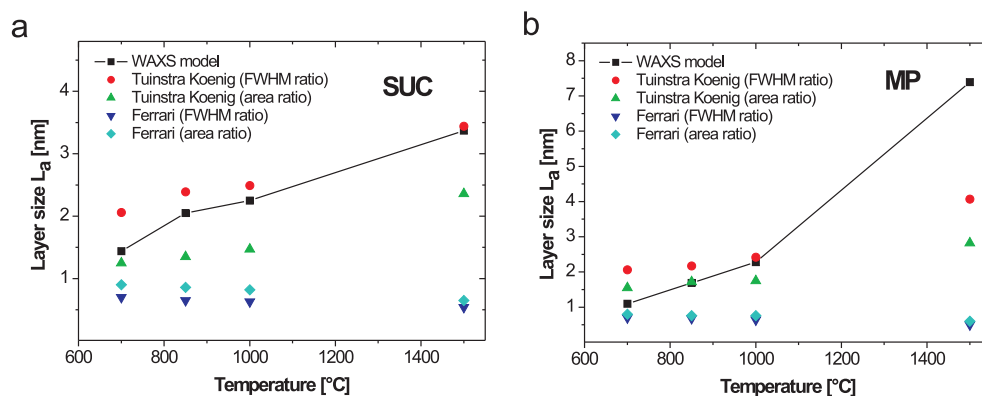 a
WAXS model
Tuinstra Koenig (FWHM ratio)
Tuinstra Koenig (area ratio)
Ferrari (FWHM ratio)
Ferrari (area ratio)
SUC
4
3
2
1
Layer size La [nm]
600 800 1000 1200 1400
Temperature [°C]
b
WAXS model
Tuinstra Koenig (FWHM ratio)
Tuinstra Koenig (area ratio)
Ferrari (FWHM ratio)
Ferrari (area ratio)
MP
8
7
6
5
4
3
2
1
Layer size La [nm]
600 800 1000 1200 1400
Temperature [°C]